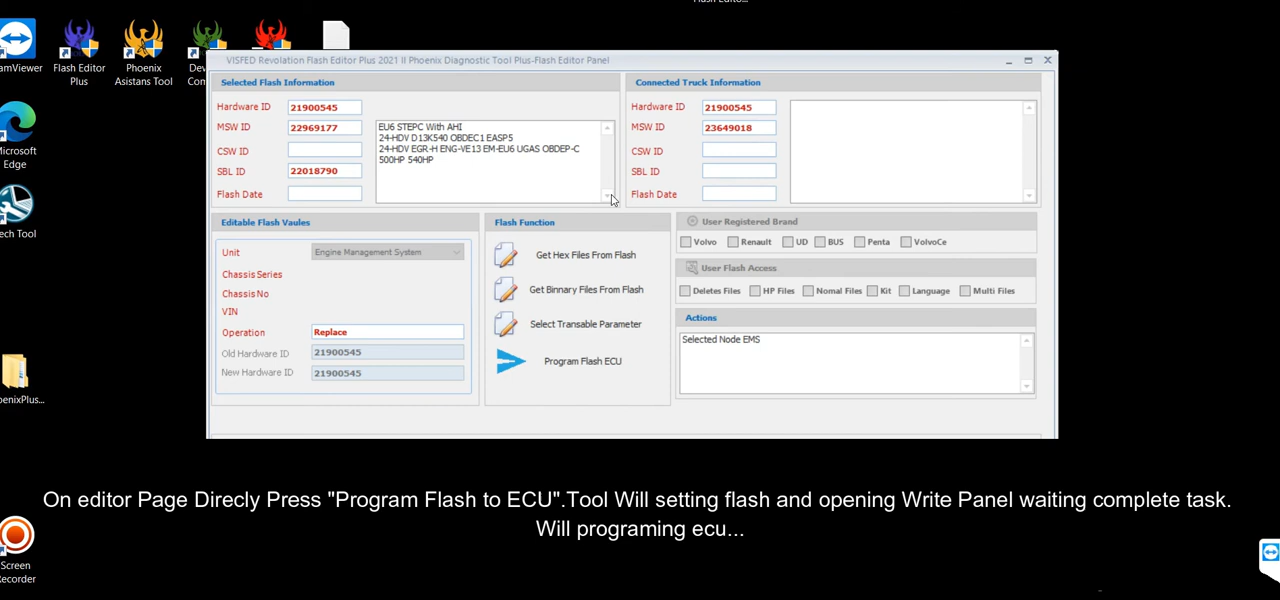 Flash Editor...
amViewer
Flash Editor
Plus
Phoenix
Asistans Tool
Dev
Com
VISFED Revolation Flash Editor Plus 2021 II Phoenix Diagnostic Tool Plus-Flash Editor Panel
Selected Flash Information
Hardware ID 21900545
MSW ID 22969177
CSW ID
SBL ID 22018790
Flash Date
EU6 STEPC With AHI
24-HDV D13K540 OBDEC1 EASP5
24-HDV EGR-H ENG-VE13 EM-EU6 UGAS OBDEP-C
500HP 540HP
Connected Truck Information
Hardware ID 21900545
MSW ID 23649018
CSW ID
SBL ID
Flash Date
Microsoft
Edge
ech Tool
Editable Flash Vaules
Unit Engine Management System
Chassis Series
Chassis No
VIN
Operation Replace
Old Hardware ID 21900545
New Hardware ID 21900545
Flash Function
Get Hex Files From Flash
Get Binnary Files From Flash
Select Transable Parameter
Program Flash ECU
User Registered Brand
Volvo Renault UD BUS Penta VolvoCe
User Flash Access
Deletes Files HP Files Nomal Files Kit Language Multi Files
Actions
Selected Node EMS
oenixPlus...
On editor Page Direcly Press "Program Flash to ECU".Tool Will setting flash and opening Write Panel waiting complete task.
Will programing ecu...
Screen
Recorder